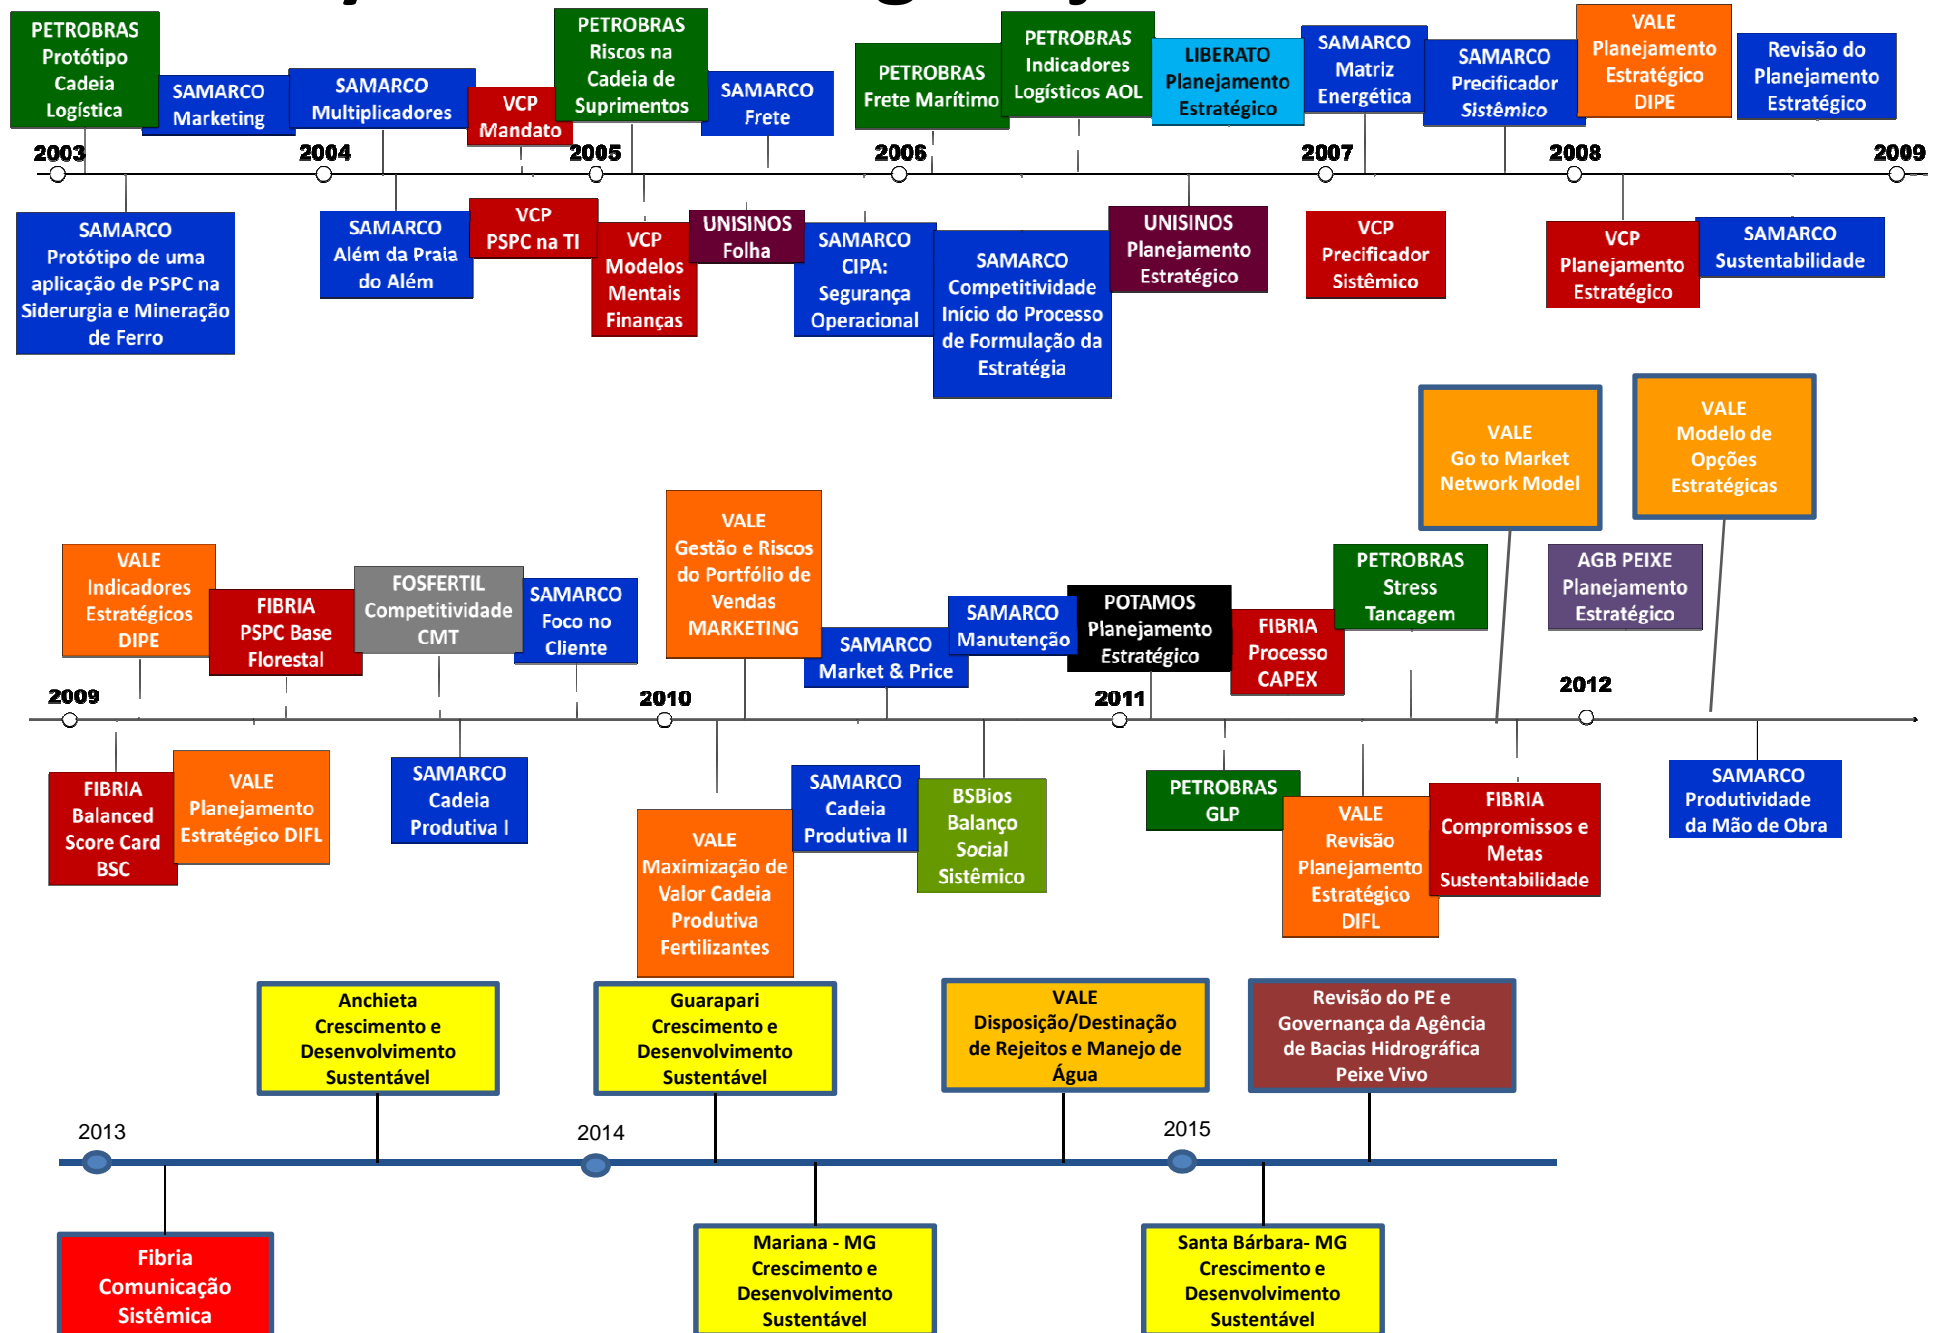 PETROBRAS
Protótipo
Cadeia
Logística
SAMARCO
Marketing
SAMARCO
Multiplicadores
VCP
Mandato
PETROBRAS
Riscos na
Cadeia de
Suprimentos
SAMARCO
Frete
PETROBRAS
Frete Marítimo
PETROBRAS
Indicadores
Logísticos AOL
LIBERATO
Planejamento
Estratégico
SAMARCO
Matriz
Energética
SAMARCO
Precificador
Sistêmico
VALE
Planejamento
Estratégico
DIPE
Revisão do
Planejamento
Estratégico
2003
2004
2005
2006
2007
2008
2009
SAMARCO
Protótipo de uma
aplicação de PSPC na
Siderurgia e Mineração
de Ferro
SAMARCO
Além da Praia
do Além
VCP
PSPC na TI
VCP
Modelos
Mentais
Finanças
UNISINOS
Folha
SAMARCO
CIPA:
Segurança
Operacional
SAMARCO
Competitividade
Início do Processo
de Formulação da
Estratégia
UNISINOS
Planejamento
Estratégico
VCP
Precificador
Sistêmico
VCP
Planejamento
Estratégico
SAMARCO
Sustentabilidade
VALE
Indicadores
Estratégicos
DIPE
FIBRIA
PSPC Base
Florestal
FOSFERTIL
Competitividade
CMT
SAMARCO
Foco no
Cliente
VALE
Gestão e Riscos
do Portfólio de
Vendas
MARKETING
SAMARCO
Market & Price
SAMARCO
Manutenção
POTAMOS
Planejamento
Estratégico
FIBRIA
Processo
CAPEX
PETROBRAS
Stress
Tancagem
VALE
Go to Market
Network Model
AGB PEIXE
Planejamento
Estratégico
VALE
Modelo de
Opções
Estratégicas
2009
2010
2011
2012
FIBRIA
Balanced
Score Card
BSC
VALE
Planejamento
Estratégico DIFL
SAMARCO
Cadeia
Produtiva I
VALE
Maximização de
Valor Cadeia
Produtiva
Fertilizantes
SAMARCO
Cadeia
Produtiva II
BSBios
Balanço
Social
Sistêmico
PETROBRAS
GLP
VALE
Revisão
Planejamento
Estratégico
DIFL
FIBRIA
Compromissos e
Metas
Sustentabilidade
SAMARCO
Produtividade
da Mão de Obra
Anchieta
Crescimento e
Desenvolvimento
Sustentável
Guarapari
Crescimento e
Desenvolvimento
Sustentável
VALE
Disposição/Destinação
de Rejeitos e Manejo de
Água
Revisão do PE e
Governança da Agência
de Bacias Hidrográfica
Peixe Vivo
2013
2014
2015
Fibria
Comunicação
Sistêmica
Mariana - MG
Crescimento e
Desenvolvimento
Sustentável
Santa Bárbara- MG
Crescimento e
Desenvolvimento
Sustentável